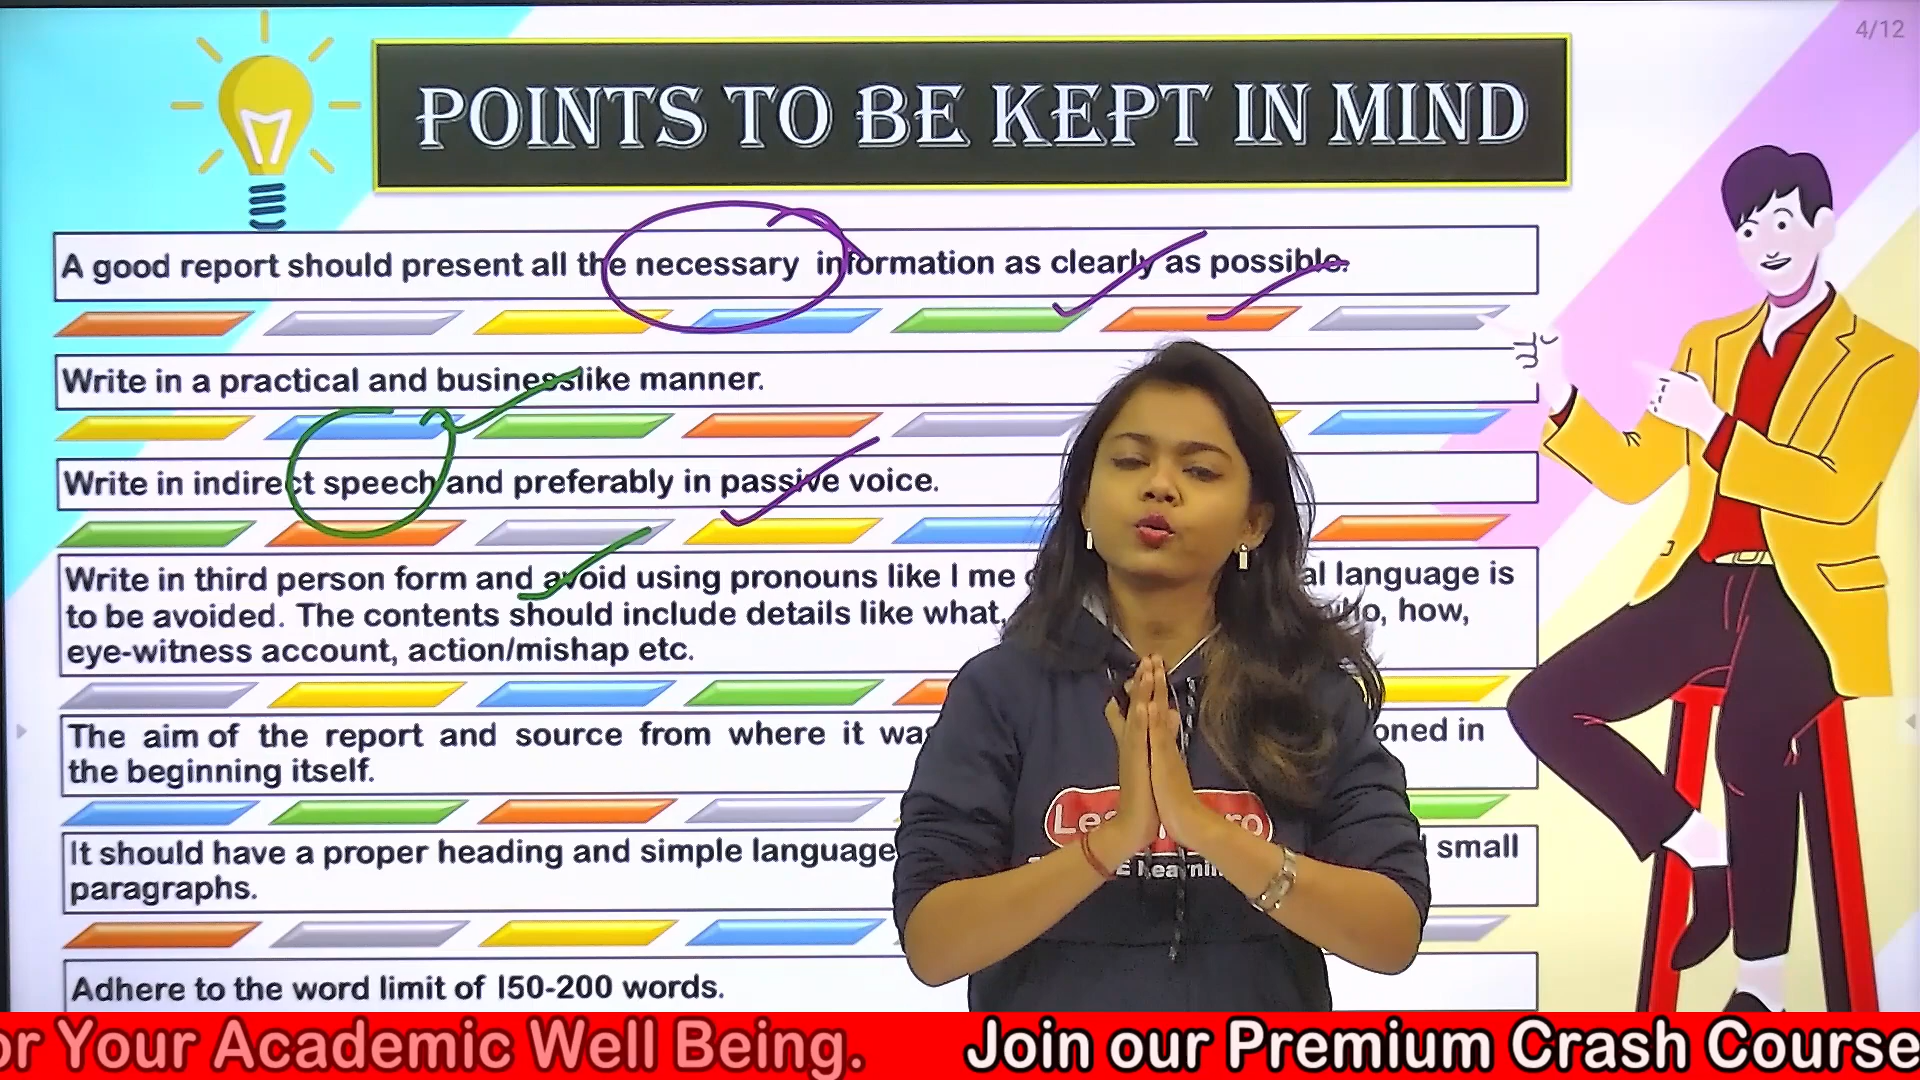 4/12
POINTS TO BE KEPT IN MIND
A good report should present all the necessary information as clearly as possible.
Write in a practical and businesslike manner.
Write in indirect speech and preferably in passive voice.
Write in third person form and avoid using pronouns like I me language is
to be avoided. The contents should include details like what, how,
eye-witness account, action/mishap etc.
The aim of the report and source from where it in
the beginning itself.
It should have a proper heading and simple language small
paragraphs.
Adhere to the word limit of 150-200 words.
Your Academic Well Being. Join our Premium Crash Course